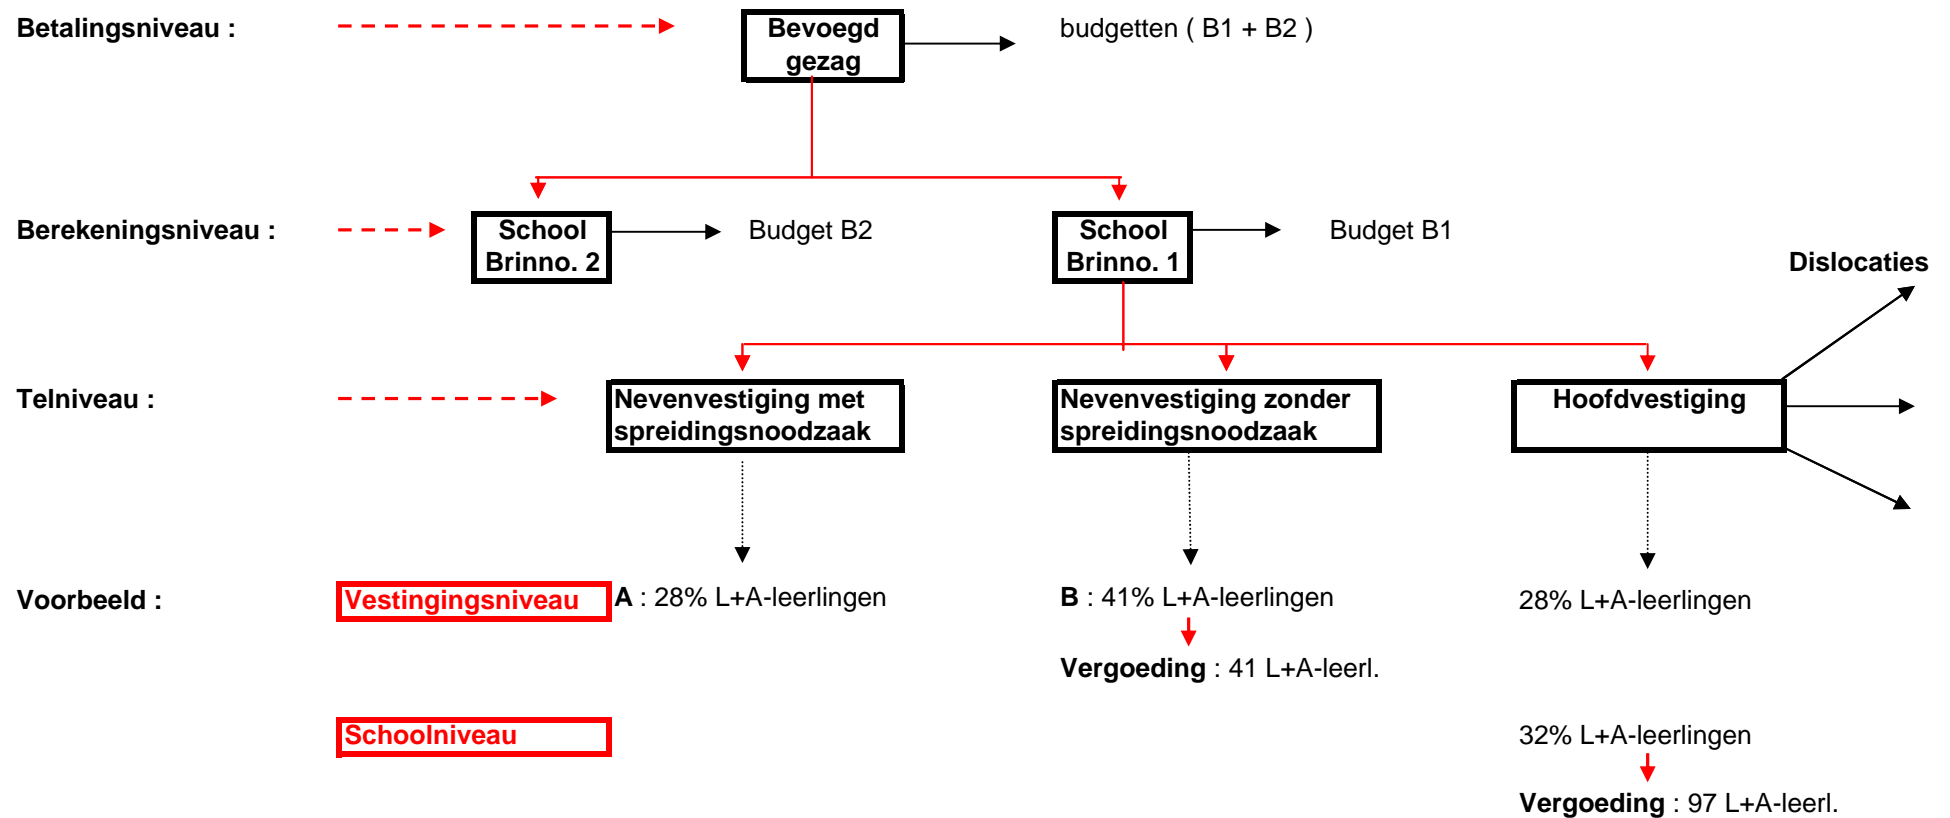 Betalingsniveau :
Bevoegd
gezag
budgetten ( B1 + B2 )
Berekeningsniveau :
School
Brinno. 2
Budget B2
School
Brinno. 1
Budget B1
Dislocaties
Telniveau :
Nevenvestiging met
spreidingsnoodzaak
Nevenvestiging zonder
spreidingsnoodzaak
Hoofdvestiging
Voorbeeld :
Vestingingsniveau
A : 28% L+A-leerlingen
B : 41% L+A-leerlingen
28% L+A-leerlingen
Vergoeding : 41 L+A-leerl.
Schoolniveau
32% L+A-leerlingen
Vergoeding : 97 L+A-leerl.